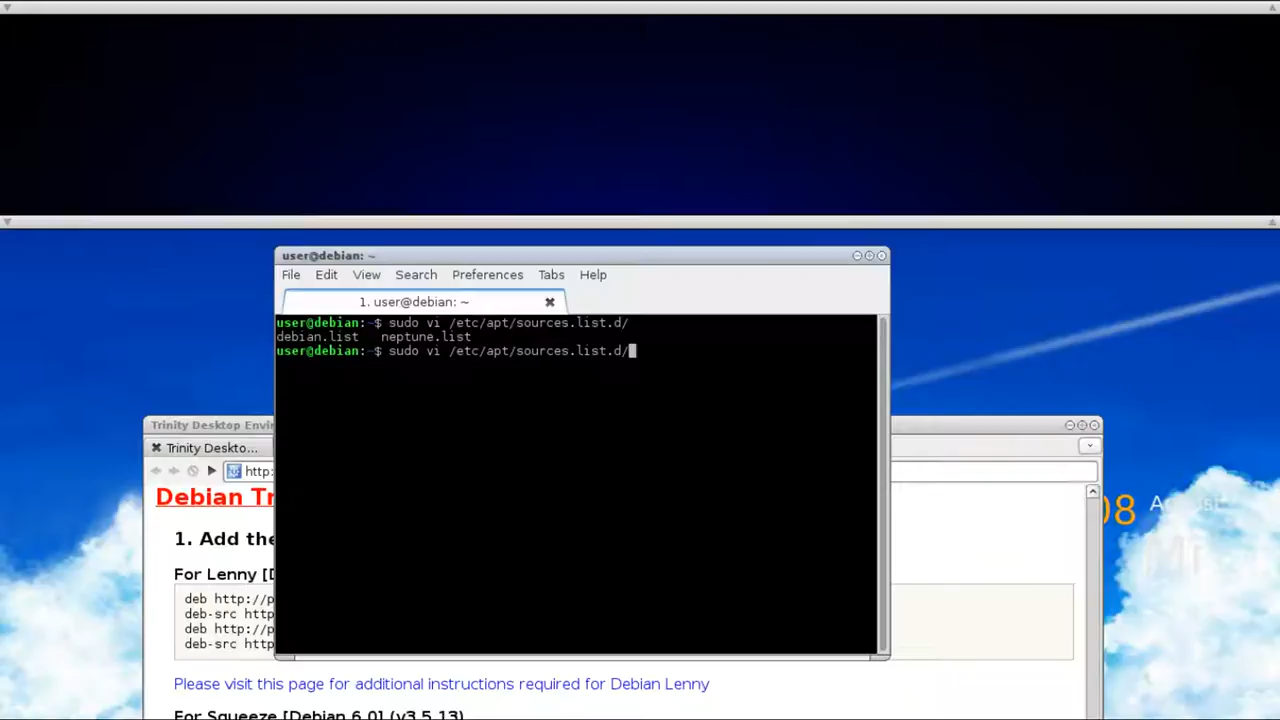 user@debian: ~
File Edit View Search Preferences Tabs Help
1. user@debian: ~
user@debian:~$ sudo vi /etc/apt/sources.list.d/
debian.list neptune.list
user@debian:~$ sudo vi /etc/apt/sources.list.d/
Trinity Desktop Envi
Trinity Deskto...
http:
Debian Tr
08
1. Add the
For Lenny [D
deb http://p
deb-src http
deb http://p
deb-src http
Please visit this page for additional instructions required for Debian Lenny
For Squeeze [Debian 6.0] (v3.5.13)